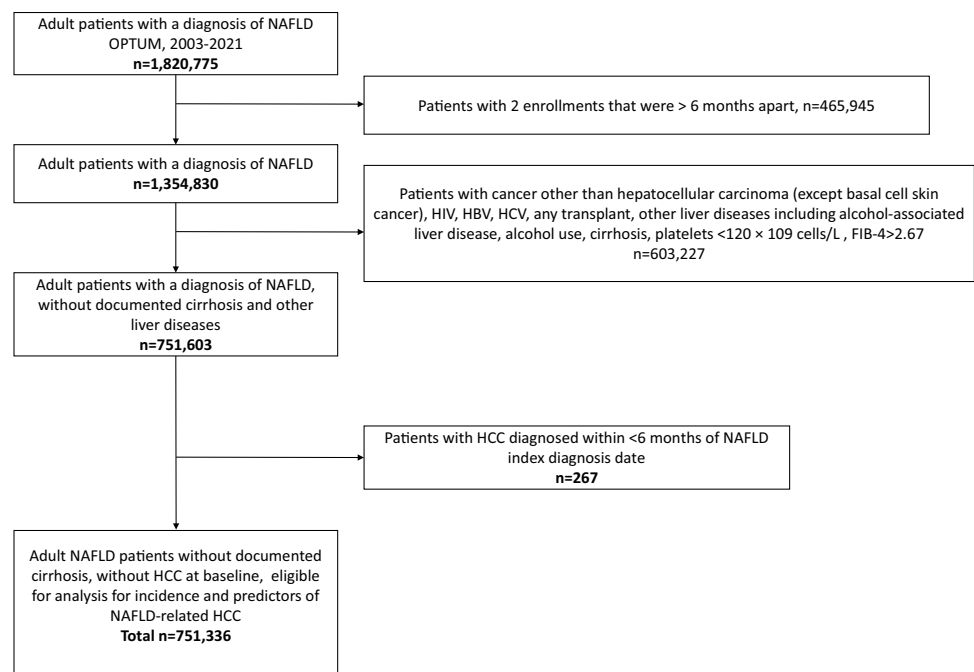 Adult patients with a diagnosis of NAFLD
OPTUM, 2003-2021
n=1,820,775
Patients with 2 enrollments that were > 6 months apart, n=465,945
Adult patients with a diagnosis of NAFLD
n=1,354,830
Patients with cancer other than hepatocellular carcinoma (except basal cell skin
cancer), HIV, HBV, HCV, any transplant, other liver diseases including alcohol-associated
liver disease, alcohol use, cirrhosis, platelets <120 × 109 cells/L , FIB-4>2.67
n=603,227
Adult patients with a diagnosis of NAFLD,
without documented cirrhosis and other
liver diseases
n=751,603
Patients with HCC diagnosed within <6 months of NAFLD
index diagnosis date
n=267
Adult NAFLD patients without documented
cirrhosis, without HCC at baseline, eligible
for analysis for incidence and predictors of
NAFLD-related HCC
Total n=751,336